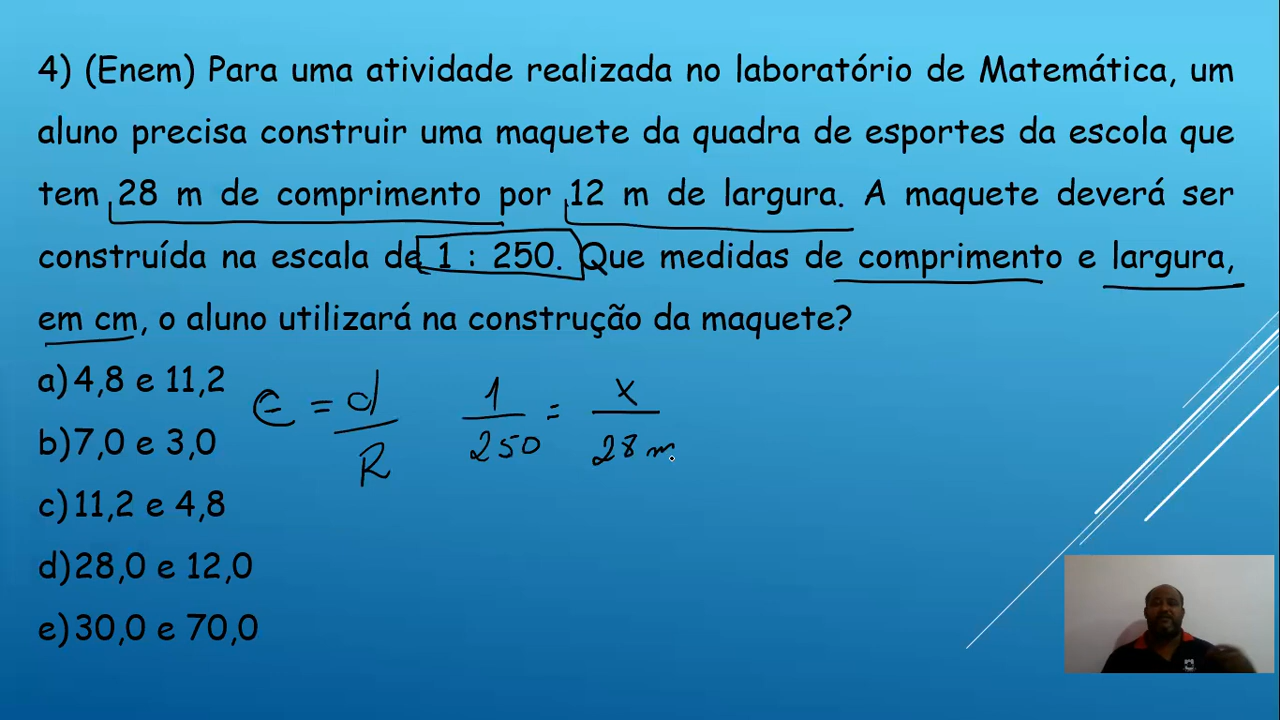 4) (Enem) Para uma atividade realizada no laboratório de Matemática, um
aluno precisa construir uma maquete da quadra de esportes da escola que
tem 28 m de comprimento por 12 m de largura. A maquete deverá ser
construída na escala de 1 : 250. Que medidas de comprimento e largura,
em cm, o aluno utilizará na construção da maquete?
a) 4,8 e 11,2
b) 7,0 e 3,0
c) 11,2 e 4,8
d) 28,0 e 12,0
e) 30,0 e 70,0
E = d/R 1/250 = x/28 m